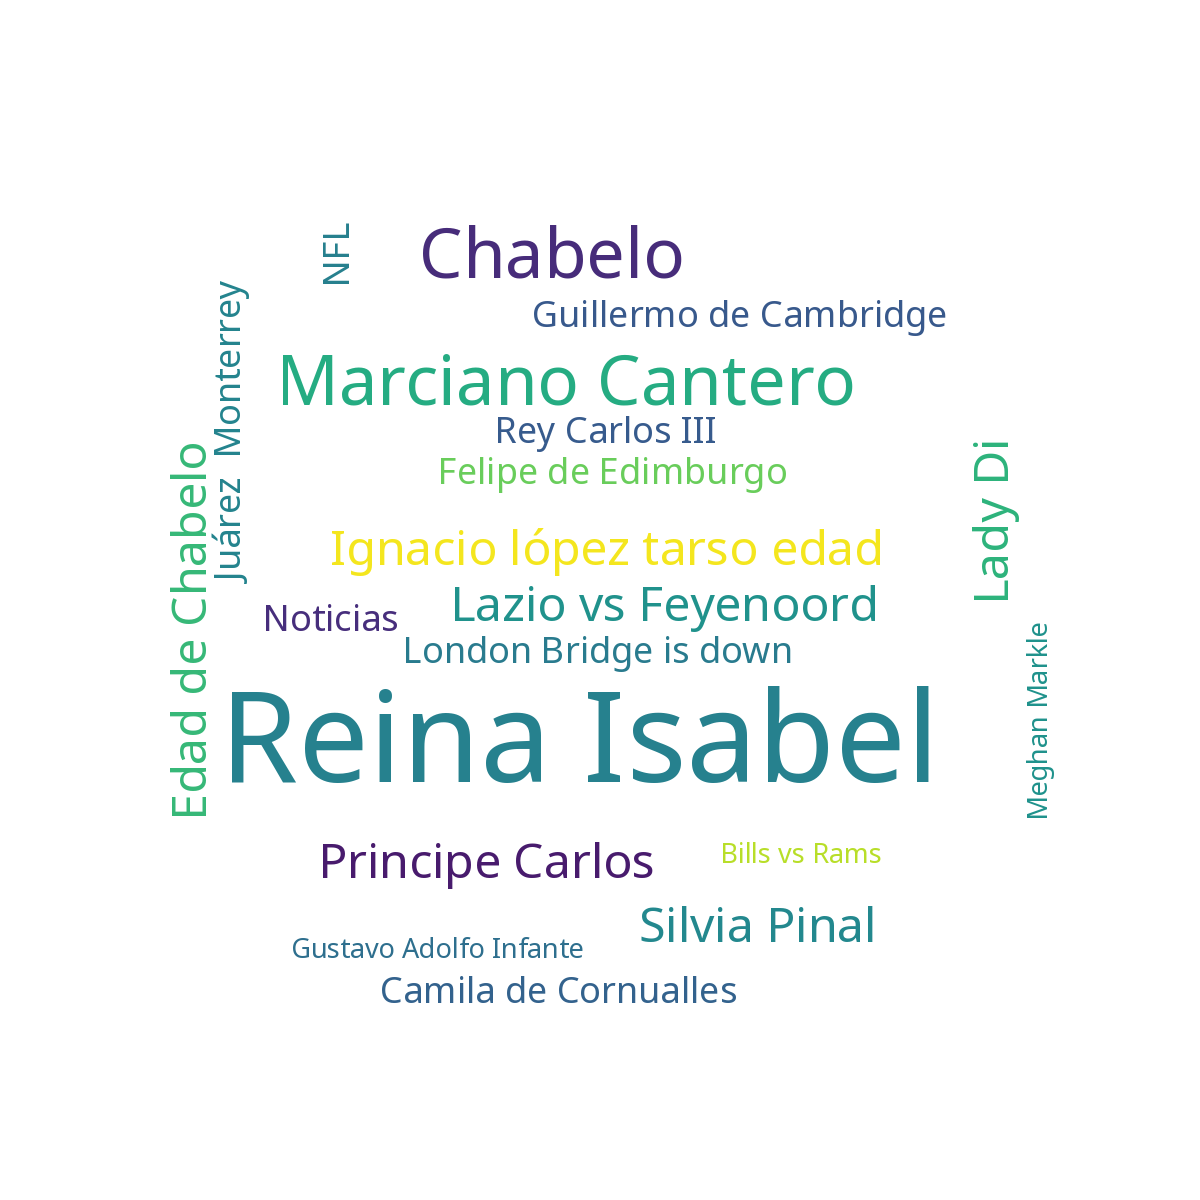 NFL
Chabelo
Guillermo de Cambridge
Juárez Monterrey
Marciano Cantero
Rey Carlos III
Felipe de Edimburgo
Edad de Chabelo
Lady Di
Ignacio lópez tarso edad
Lazio vs Feyenoord
Noticias
London Bridge is down
Reina Isabel
Meghan Markle
Principe Carlos
Bills vs Rams
Silvia Pinal
Gustavo Adolfo Infante
Camila de Cornualles